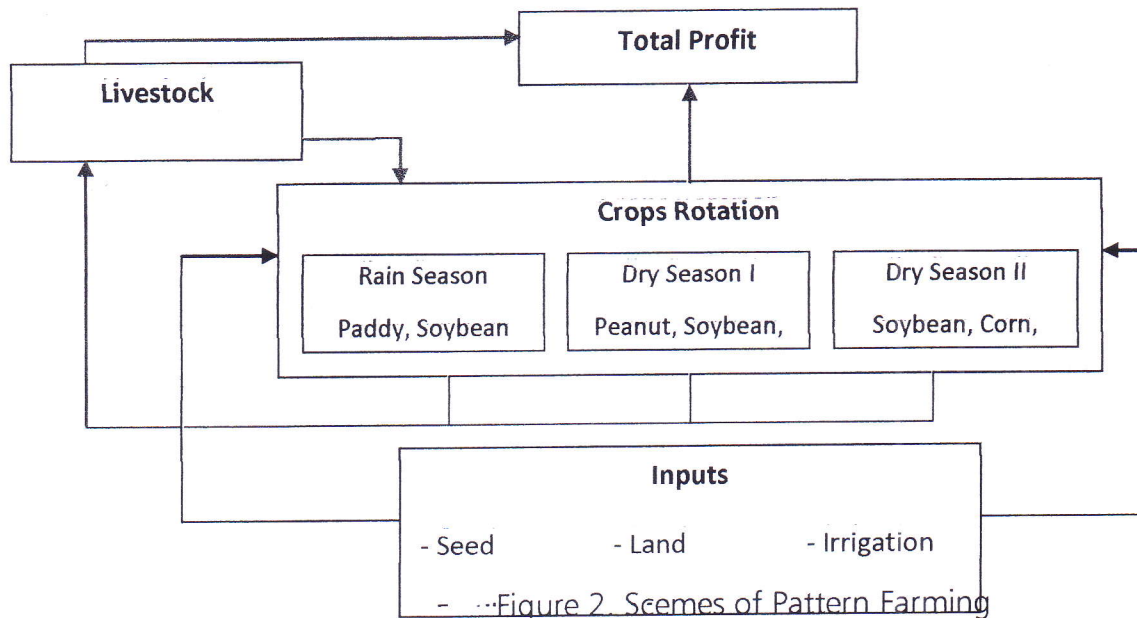 Total Profit
Livestock
Crops Rotation
Rain Season
Paddy, Soybean
Dry Season I
Peanut, Soybean,
Dry Season II
Soybean, Corn,
Inputs
- Seed - Land - Irrigation
- Figure 2. Scemes of Pattern Farming